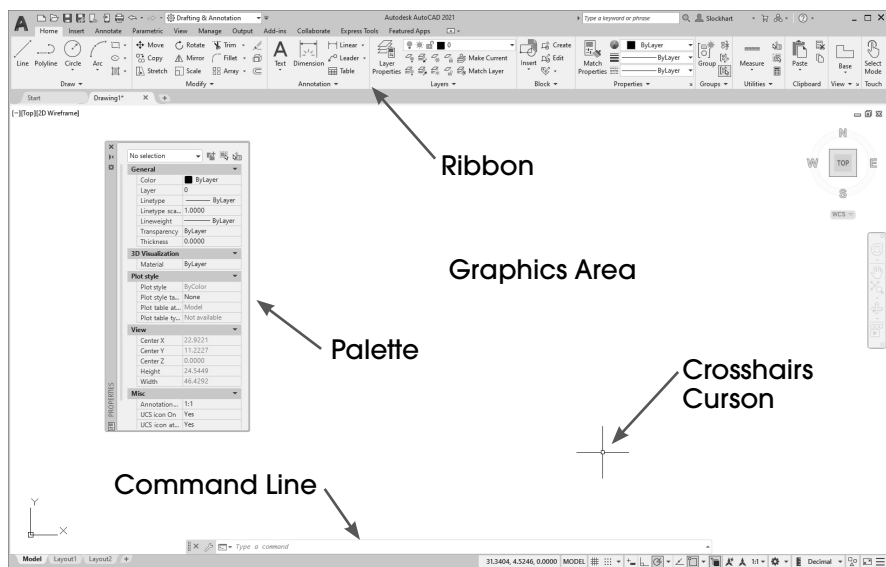 A Drafting & Annotation Autodesk AutoCAD 2021 Type a keyword or phrase Slockhart
Home Insert Annotate Parametric View Manage Output Add-ins Collaborate Express Tools Featured Apps
Line Polyline Circle Arc
Move Rotate Trim
Copy Mirror Fillet
Stretch Scale Array
Text Dimension
Linear
Leader
Table
Layer Properties
0
Make Current
Match Layer
Insert
Create
Edit
Match Properties
ByLayer
ByLayer
ByLayer
Group
Measure
Paste
Base
Select Mode
Draw Modify Annotation Layers Block Properties Groups Utilities Clipboard View Touch
Start Drawing1*
[−][Top][2D Wireframe]
N
W TOP E
S
WCS
No selection
General
Color ByLayer
Layer 0
Linetype ByLayer
Linetype sca... 1.0000
Lineweight ByLayer
Transparency ByLayer
Thickness 0.0000
3D Visualization
Material ByLayer
Plot style
Plot style ByColor
Plot style ta... None
Plot table at... Model
Plot table ty... Not available
View
Center X 22.9221
Center Y 11.2227
Center Z 0.0000
Height 24.5449
Width 46.4292
Misc
Annotation... 1:1
UCS icon On Yes
UCS icon at... Yes
PROPERTIES
Ribbon
Graphics Area
Palette
Crosshairs
Curson
Command Line
Y
X
Type a command
Model Layout1 Layout2 +
31.3404, 4.5246, 0.0000 MODEL 1:1 Decimal